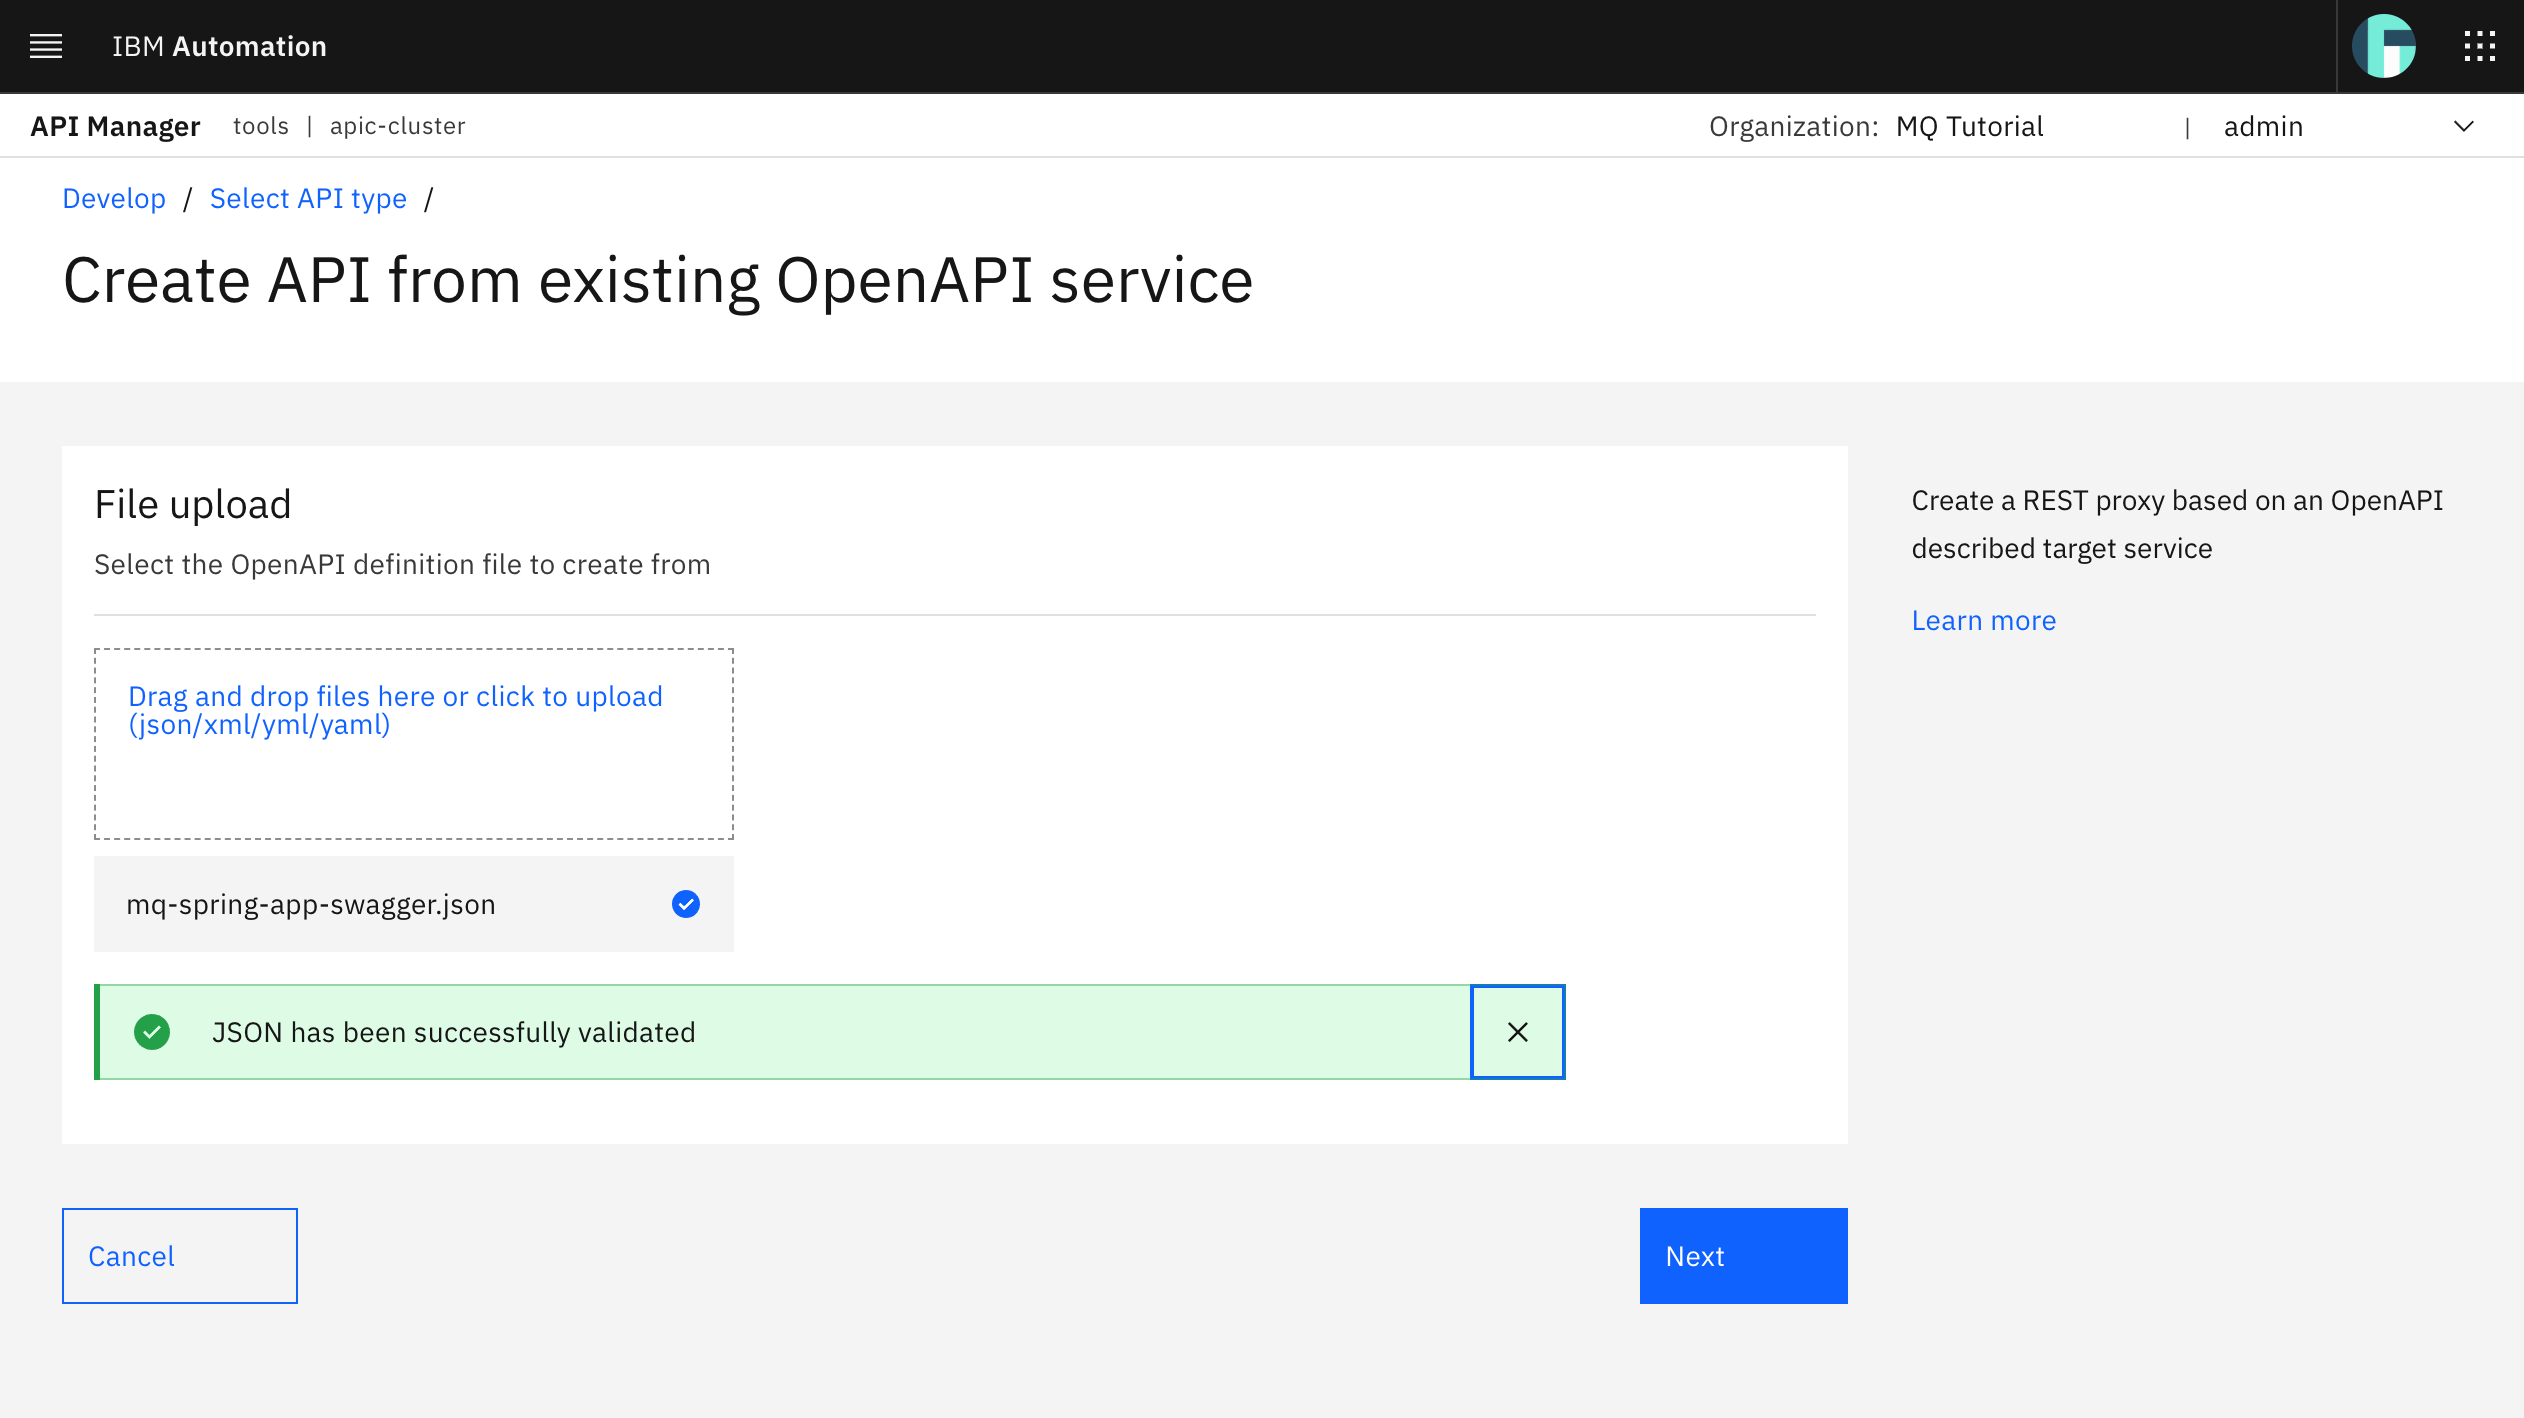 IBM Automation
API Manager tools | apic-cluster Organization: MQ Tutorial | admin
Develop / Select API type /
Create API from existing OpenAPI service
File upload
Select the OpenAPI definition file to create from
Drag and drop files here or click to upload
(json/xml/yml/yaml)
mq-spring-app-swagger.json
JSON has been successfully validated
Cancel
Next
Create a REST proxy based on an OpenAPI
described target service
Learn more